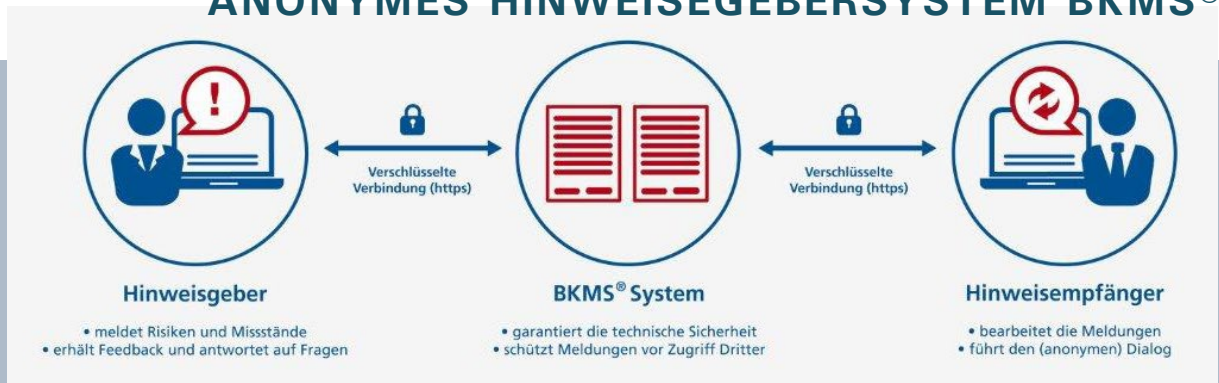 ANONYMES HINWEISEGEBERSYSTEM BKMS®
!
Verschlüsselte
Verbindung (https)
Verschlüsselte
Verbindung (https)
Hinweisgeber
• meldet Risiken und Missstände
• erhält Feedback und antwortet auf Fragen
BKMS® System
• garantiert die technische Sicherheit
• schützt Meldungen vor Zugriff Dritter
Hinweisempfänger
• bearbeitet die Meldungen
• führt den (anonymen) Dialog